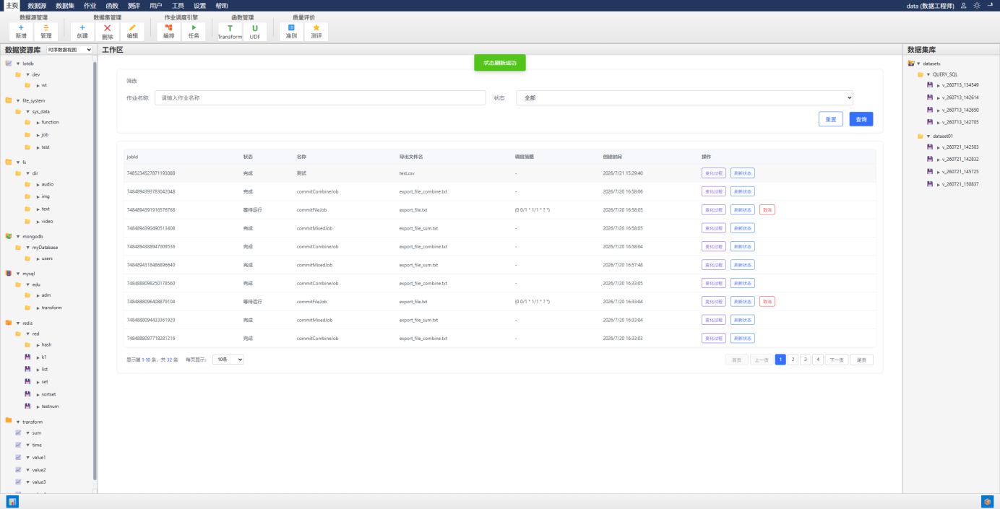 主页 数据源 数据集 作业 函数 测评 用户 工具 设置 帮助 data (数据工程师)
数据源管理 数据集管理 作业调度引擎 函数管理 质量评价
新增 管理 创建 删除 编辑 编排 任务 Transform UDF 准则 测评
数据资源库 时序数据视图 工作区 数据集库
状态刷新成功
iotdb
dev
wt
file_system
sys_data
function
job
test
fs
dir
audio
img
text
video
mongodb
myDatabase
users
mysql
edu
adm
transform
redis
red
hash
k1
list
set
sortset
testnum
transform
sum
time
value1
value2
value3
筛选
作业名称 请输入作业名称 状态 全部
重置 查询
jobId 状态 名称 导出文件名 调度策略 创建时间 操作
7485234527871193088 完成 测试 test.csv - 2026/7/21 15:29:40 变化过程 刷新状态
7484894393783042048 完成 commitCombineJob export_file_combine.txt - 2026/7/20 16:58:06 变化过程 刷新状态
7484894391916576768 等待运行 commitFileJob export_file.txt (0 0/1 * 1/1 * ? *) 2026/7/20 16:58:05 变化过程 刷新状态 取消
7484894390490513408 完成 commitMixedJob export_file_sum.txt - 2026/7/20 16:58:05 变化过程 刷新状态
7484894388947009536 完成 commitCombineJob export_file_combine.txt - 2026/7/20 16:58:04 变化过程 刷新状态
7484894318486896640 完成 commitMixedJob export_file_sum.txt - 2026/7/20 16:57:48 变化过程 刷新状态
7484888098250178560 完成 commitCombineJob export_file_combine.txt - 2026/7/20 16:33:05 变化过程 刷新状态
7484888096408879104 等待运行 commitFileJob export_file.txt (0 0/1 * 1/1 * ? *) 2026/7/20 16:33:04 变化过程 刷新状态 取消
7484888094433361920 完成 commitMixedJob export_file_sum.txt - 2026/7/20 16:33:04 变化过程 刷新状态
7484888087718281216 完成 commitCombineJob export_file_combine.txt - 2026/7/20 16:33:03 变化过程 刷新状态
显示第 1-10 条，共 32 条 每页显示: 10条 首页 上一页 1 2 3 4 下一页 尾页
datasets
QUERY_SQL
v_260713_134549
v_260713_142614
v_260713_142650
v_260713_142705
dataset01
v_260721_142503
v_260721_142832
v_260721_145725
v_260721_150837